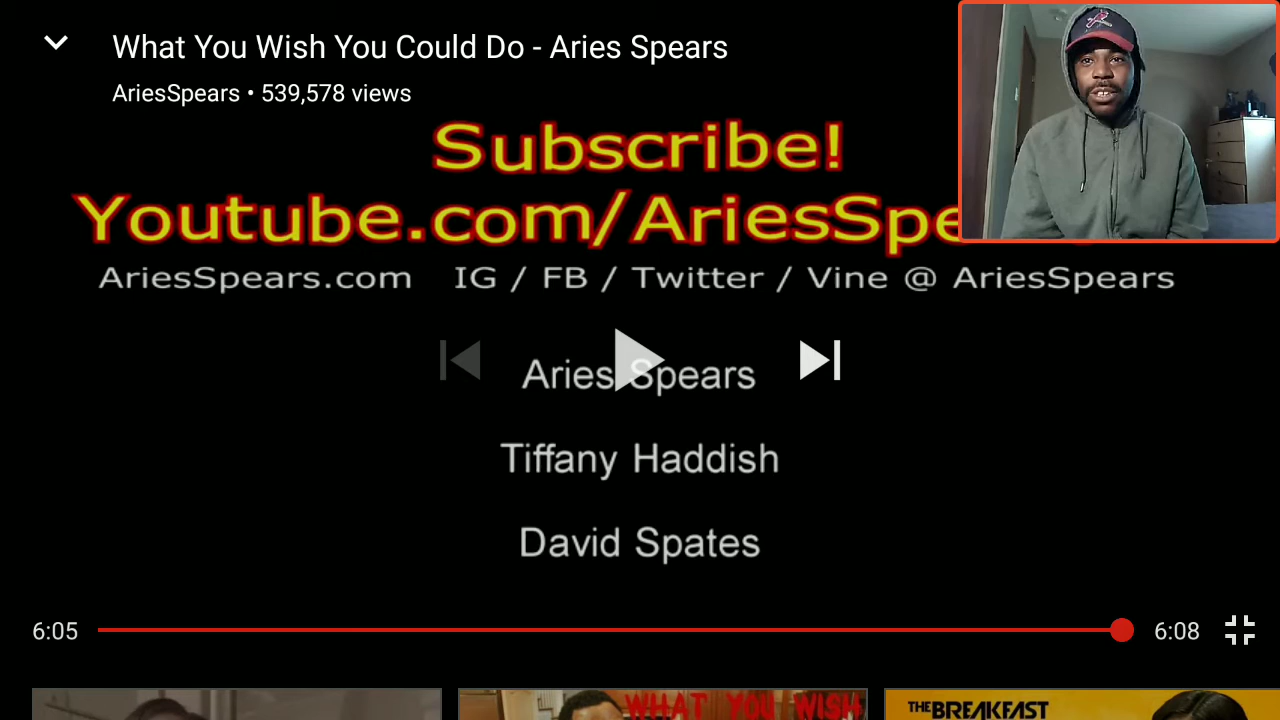 What You Wish You Could Do - Aries Spears
AriesSpears • 539,578 views
Subscribe!
Youtube.com/AriesSpe
AriesSpears.com IG / FB / Twitter / Vine @ AriesSpears
Aries Spears
Tiffany Haddish
David Spates
6:05
6:08
WHAT YOU WISH
THE BREAKFAST